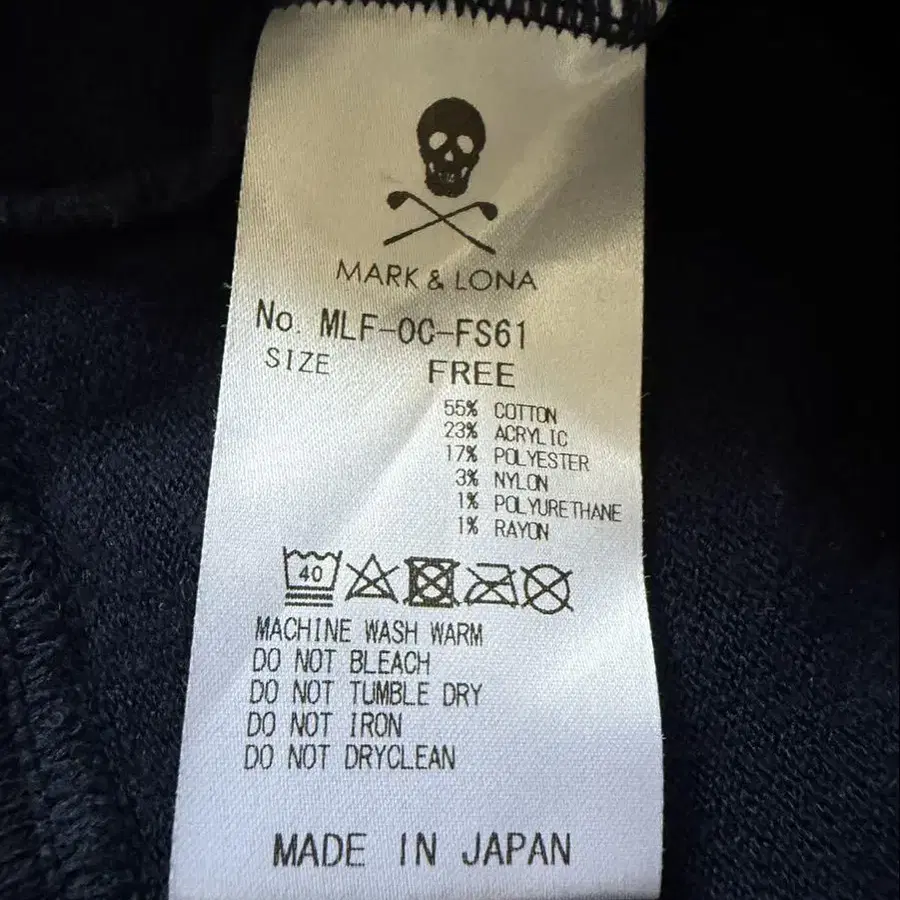 MARK & LONA
No. MLF-OC-FS61
SIZE FREE
55% COTTON
23% ACRYLIC
17% POLYESTER
3% NYLON
1% POLYURETHANE
1% RAYON
40
MACHINE WASH WARM
DO NOT BLEACH
DO NOT TUMBLE DRY
DO NOT IRON
DO NOT DRYCLEAN
MADE IN JAPAN